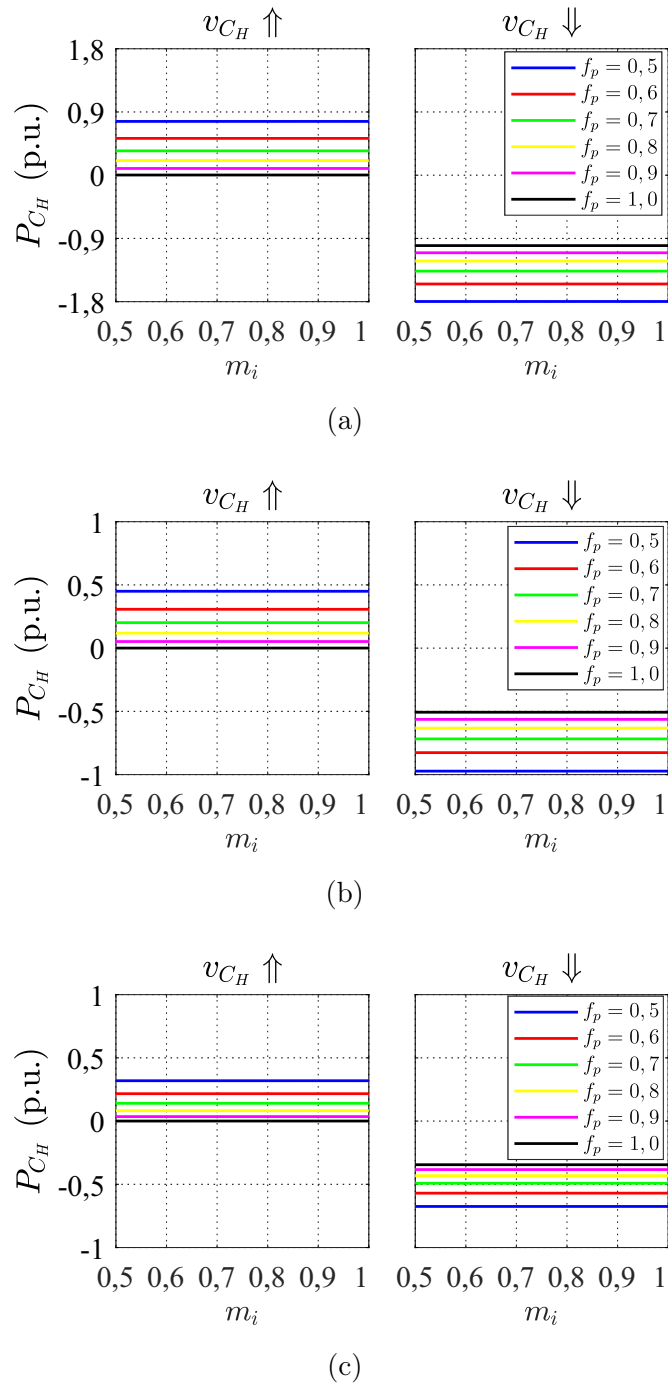 v_{C_H} ⇑ v_{C_H} ⇓
P_{C_H} (p.u.)
1,8
0,9
0
-0,9
-1,8
0,5 0,6 0,7 0,8 0,9 1
m_i
f_p = 0,5
f_p = 0,6
f_p = 0,7
f_p = 0,8
f_p = 0,9
f_p = 1,0
0,5 0,6 0,7 0,8 0,9 1
m_i
(a)
v_{C_H} ⇑ v_{C_H} ⇓
P_{C_H} (p.u.)
1
0,5
0
-0,5
-1
0,5 0,6 0,7 0,8 0,9 1
m_i
f_p = 0,5
f_p = 0,6
f_p = 0,7
f_p = 0,8
f_p = 0,9
f_p = 1,0
0,5 0,6 0,7 0,8 0,9 1
m_i
(b)
v_{C_H} ⇑ v_{C_H} ⇓
P_{C_H} (p.u.)
1
0,5
0
-0,5
-1
0,5 0,6 0,7 0,8 0,9 1
m_i
f_p = 0,5
f_p = 0,6
f_p = 0,7
f_p = 0,8
f_p = 0,9
f_p = 1,0
0,5 0,6 0,7 0,8 0,9 1
m_i
(c)